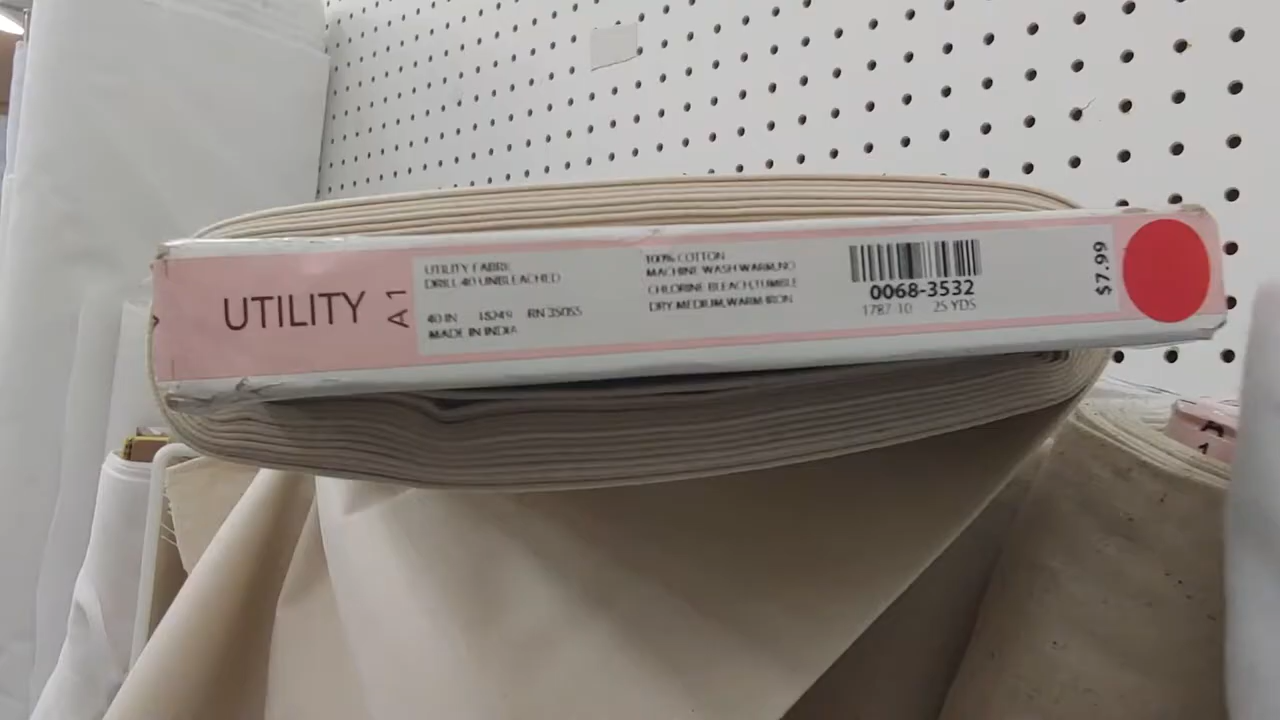 UTILITY
A1
UTILITY FABRIC
DRILL 40 UNBLEACHED
40 IN 18249 RN 35055
MADE IN INDIA
100% COTTON
MACHINE WASH WARM, NO
CHLORINE BLEACH, TUMBLE
DRY MEDIUM, WARM IRON
0068-3532
1787 10 25 YDS
$7.99